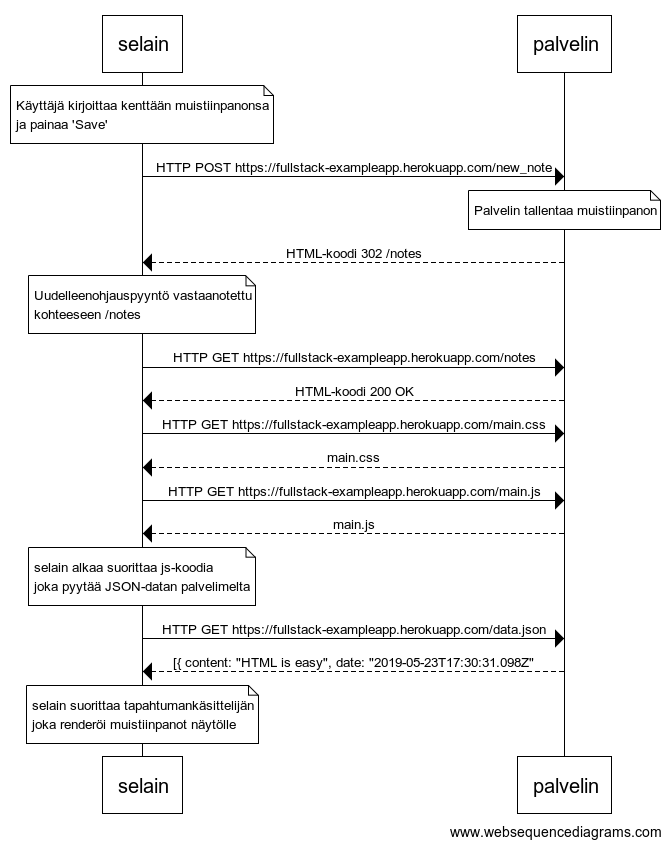 selain
palvelin
Käyttäjä kirjoittaa kenttään muistiinpanonsa
ja painaa 'Save'
HTTP POST https://fullstack-exampleapp.herokuapp.com/new_note
Palvelin tallentaa muistiinpanon
HTML-koodi 302 /notes
Uudelleenohjauspyyntö vastaanotettu
kohteeseen /notes
HTTP GET https://fullstack-exampleapp.herokuapp.com/notes
HTML-koodi 200 OK
HTTP GET https://fullstack-exampleapp.herokuapp.com/main.css
main.css
HTTP GET https://fullstack-exampleapp.herokuapp.com/main.js
main.js
selain alkaa suorittaa js-koodia
joka pyytää JSON-datan palvelimelta
HTTP GET https://fullstack-exampleapp.herokuapp.com/data.json
[{ content: "HTML is easy", date: "2019-05-23T17:30:31.098Z"
selain suorittaa tapahtumankäsittelijän
joka renderöi muistiinpanot näytölle
selain
palvelin
www.websequencediagrams.com